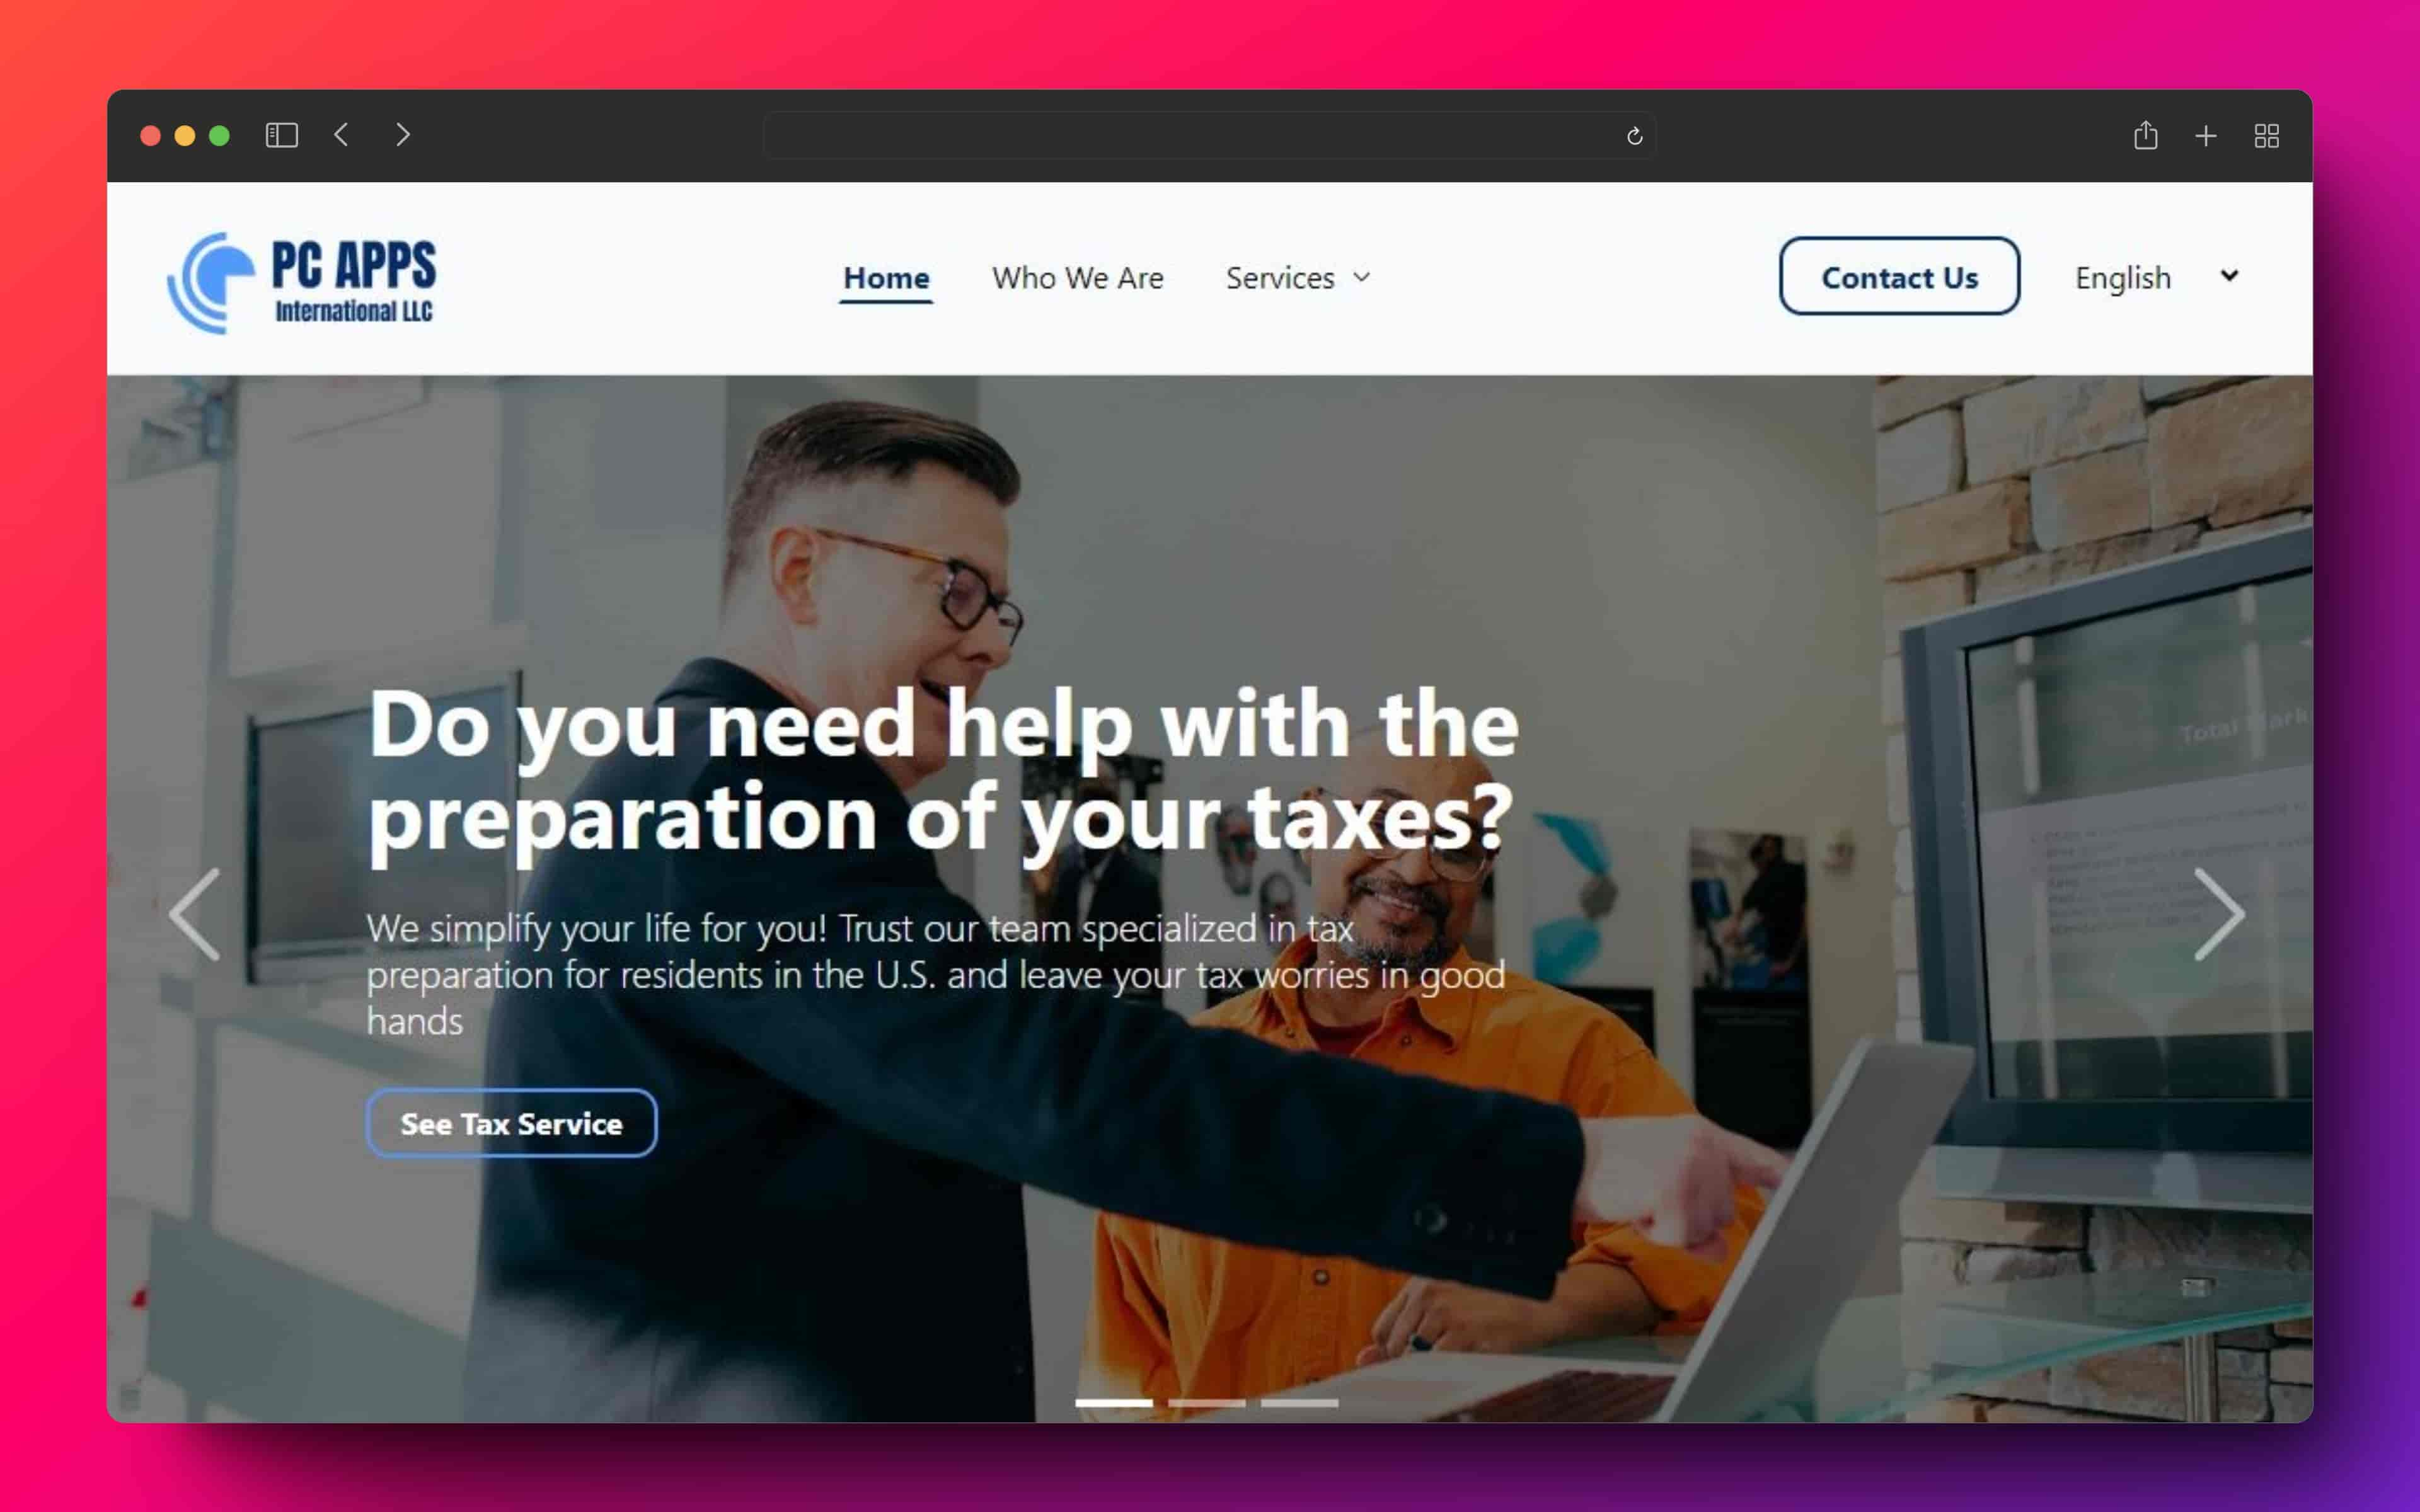 PC APPS
International LLC
Home
Who We Are
Services
Contact Us
English
Do you need help with the
preparation of your taxes?
We simplify your life for you! Trust our team specialized in tax
preparation for residents in the U.S. and leave your tax worries in good
hands
See Tax Service
Total